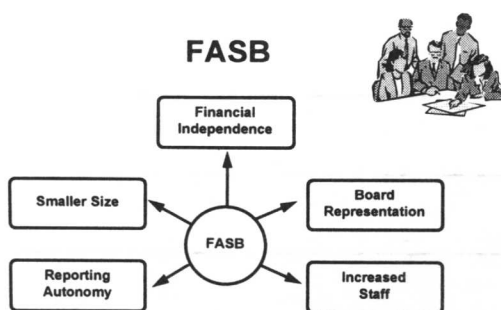 FASB
Financial
Independence
Smaller Size
Board
Representation
FASB
Reporting
Autonomy
Increased
Staff